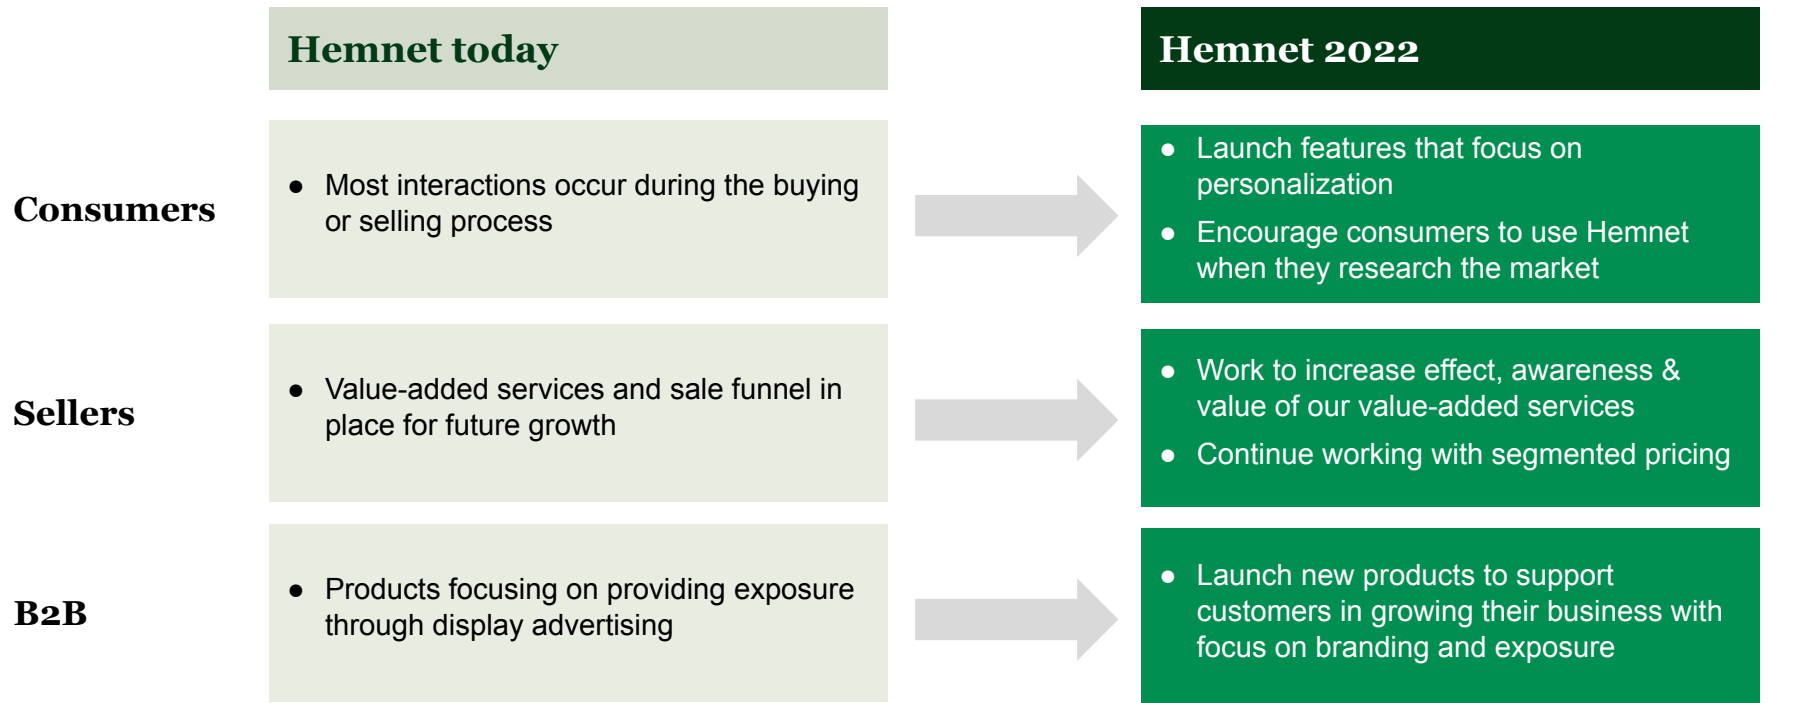 Hemnet today
Hemnet 2022
Consumers
● Most interactions occur during the buying
or selling process
● Launch features that focus on
personalization
● Encourage consumers to use Hemnet
when they research the market
Sellers
● Value-added services and sale funnel in
place for future growth
● Work to increase effect, awareness &
value of our value-added services
● Continue working with segmented pricing
B2B
● Products focusing on providing exposure
through display advertising
● Launch new products to support
customers in growing their business with
focus on branding and exposure